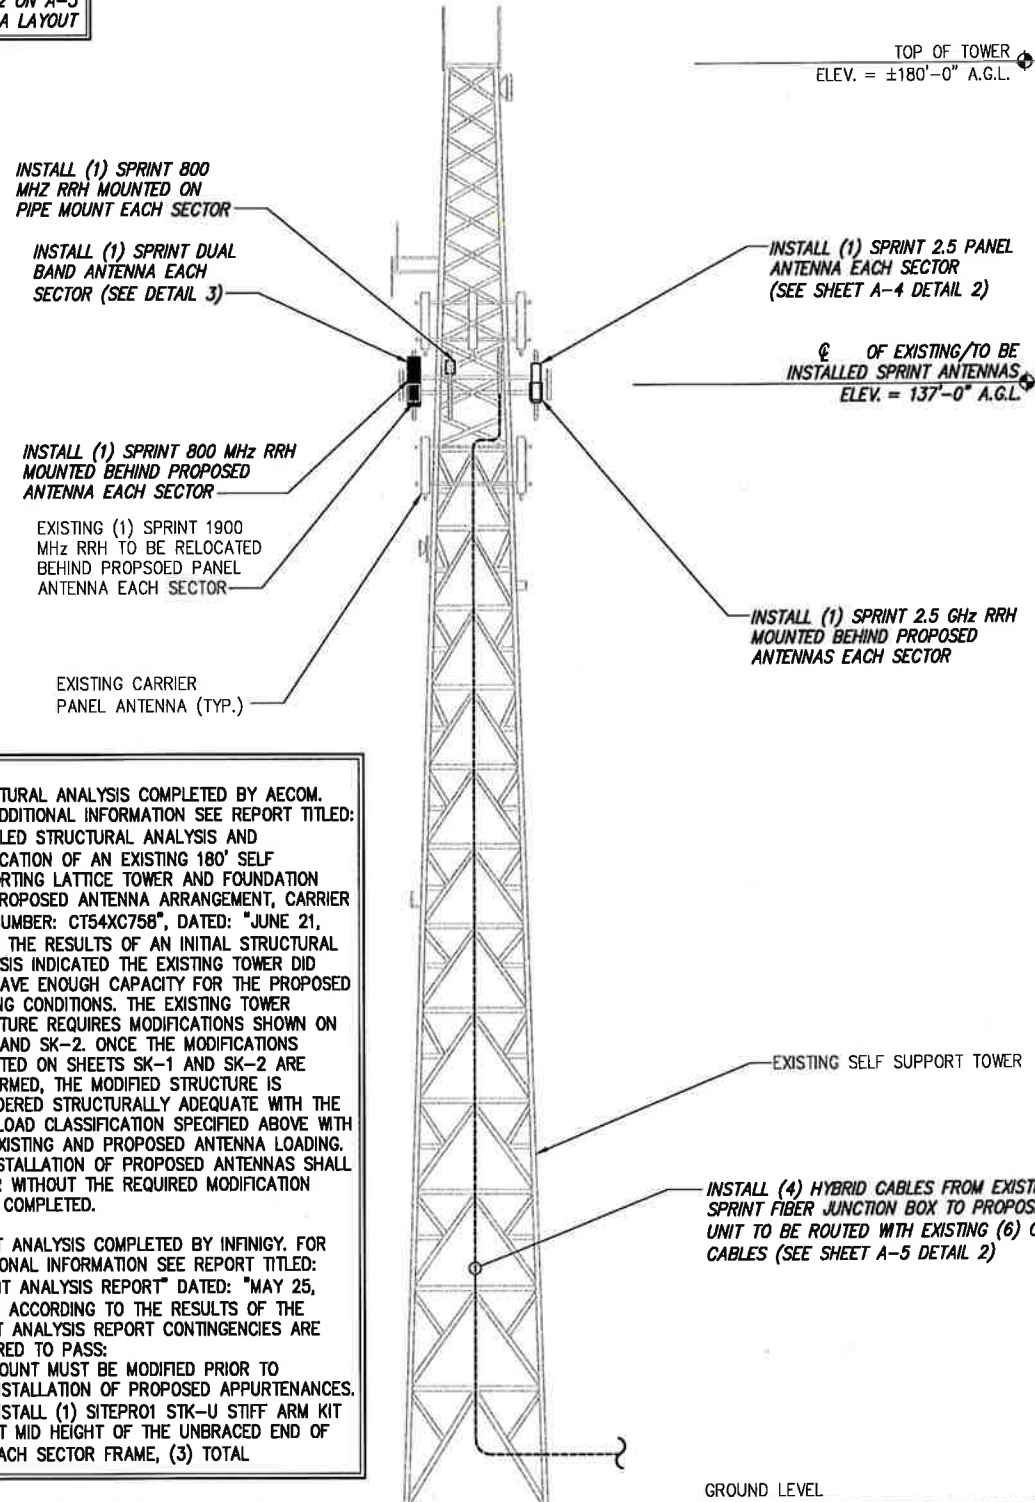 2 ON A-5
A LAYOUT
TOP OF TOWER
ELEV. = ±180'-0" A.G.L.
INSTALL (1) SPRINT 800
MHZ RRH MOUNTED ON
PIPE MOUNT EACH SECTOR
INSTALL (1) SPRINT DUAL
BAND ANTENNA EACH
SECTOR (SEE DETAIL 3)
INSTALL (1) SPRINT 2.5 PANEL
ANTENNA EACH SECTOR
(SEE SHEET A-4 DETAIL 2)
℄ OF EXISTING/TO BE
INSTALLED SPRINT ANTENNAS
ELEV. = 137'-0" A.G.L.
INSTALL (1) SPRINT 800 MHz RRH
MOUNTED BEHIND PROPOSED
ANTENNA EACH SECTOR
EXISTING (1) SPRINT 1900
MHz RRH TO BE RELOCATED
BEHIND PROPSOED PANEL
ANTENNA EACH SECTOR
INSTALL (1) SPRINT 2.5 GHz RRH
MOUNTED BEHIND PROPOSED
ANTENNAS EACH SECTOR
EXISTING CARRIER
PANEL ANTENNA (TYP.)
TURAL ANALYSIS COMPLETED BY AECOM.
DDITIONAL INFORMATION SEE REPORT TITLED:
LED STRUCTURAL ANALYSIS AND
ICATION OF AN EXISTING 180' SELF
RTING LATTICE TOWER AND FOUNDATION
ROPOSED ANTENNA ARRANGEMENT, CARRIER
UMBER: CT54XC758", DATED: "JUNE 21,
THE RESULTS OF AN INITIAL STRUCTURAL
SIS INDICATED THE EXISTING TOWER DID
AVE ENOUGH CAPACITY FOR THE PROPOSED
NG CONDITIONS. THE EXISTING TOWER
TURE REQUIRES MODIFICATIONS SHOWN ON
AND SK-2. ONCE THE MODIFICATIONS
TED ON SHEETS SK-1 AND SK-2 ARE
RMED, THE MODIFIED STRUCTURE IS
DERED STRUCTURALLY ADEQUATE WITH THE
LOAD CLASSIFICATION SPECIFIED ABOVE WITH
XISTING AND PROPOSED ANTENNA LOADING.
STALLATION OF PROPOSED ANTENNAS SHALL
R WITHOUT THE REQUIRED MODIFICATION
COMPLETED.
T ANALYSIS COMPLETED BY INFINIGY. FOR
IONAL INFORMATION SEE REPORT TITLED:
NT ANALYSIS REPORT" DATED: "MAY 25,
ACCORDING TO THE RESULTS OF THE
T ANALYSIS REPORT CONTINGENCIES ARE
RED TO PASS:
OUNT MUST BE MODIFIED PRIOR TO
STALLATION OF PROPOSED APPURTENANCES.
STALL (1) SITEPRO1 STK-U STIFF ARM KIT
T MID HEIGHT OF THE UNBRACED END OF
ACH SECTOR FRAME, (3) TOTAL
EXISTING SELF SUPPORT TOWER
INSTALL (4) HYBRID CABLES FROM EXISTI
SPRINT FIBER JUNCTION BOX TO PROPOS
UNIT TO BE ROUTED WITH EXISTING (6) C
CABLES (SEE SHEET A-5 DETAIL 2)
GROUND LEVEL